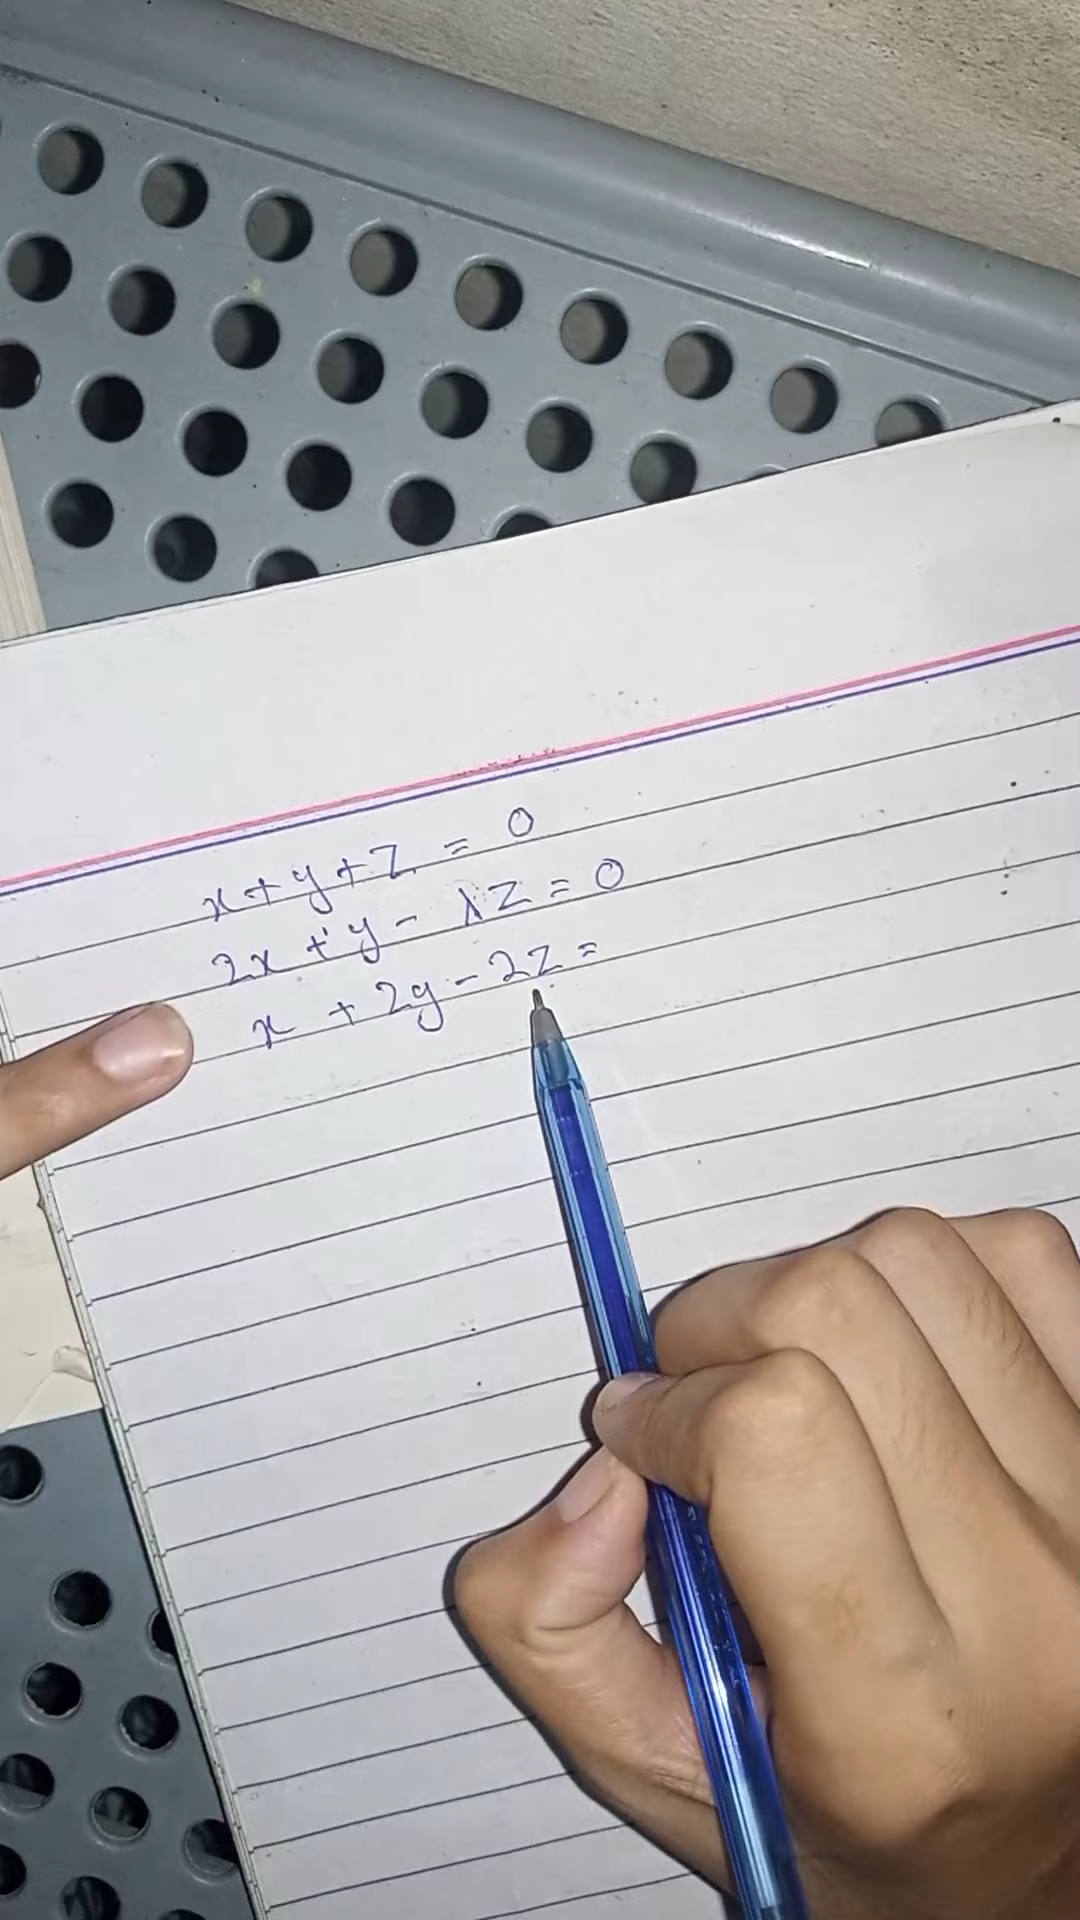 x + y + z = 0
2x + y - λz = 0
x + 2y - 2z =